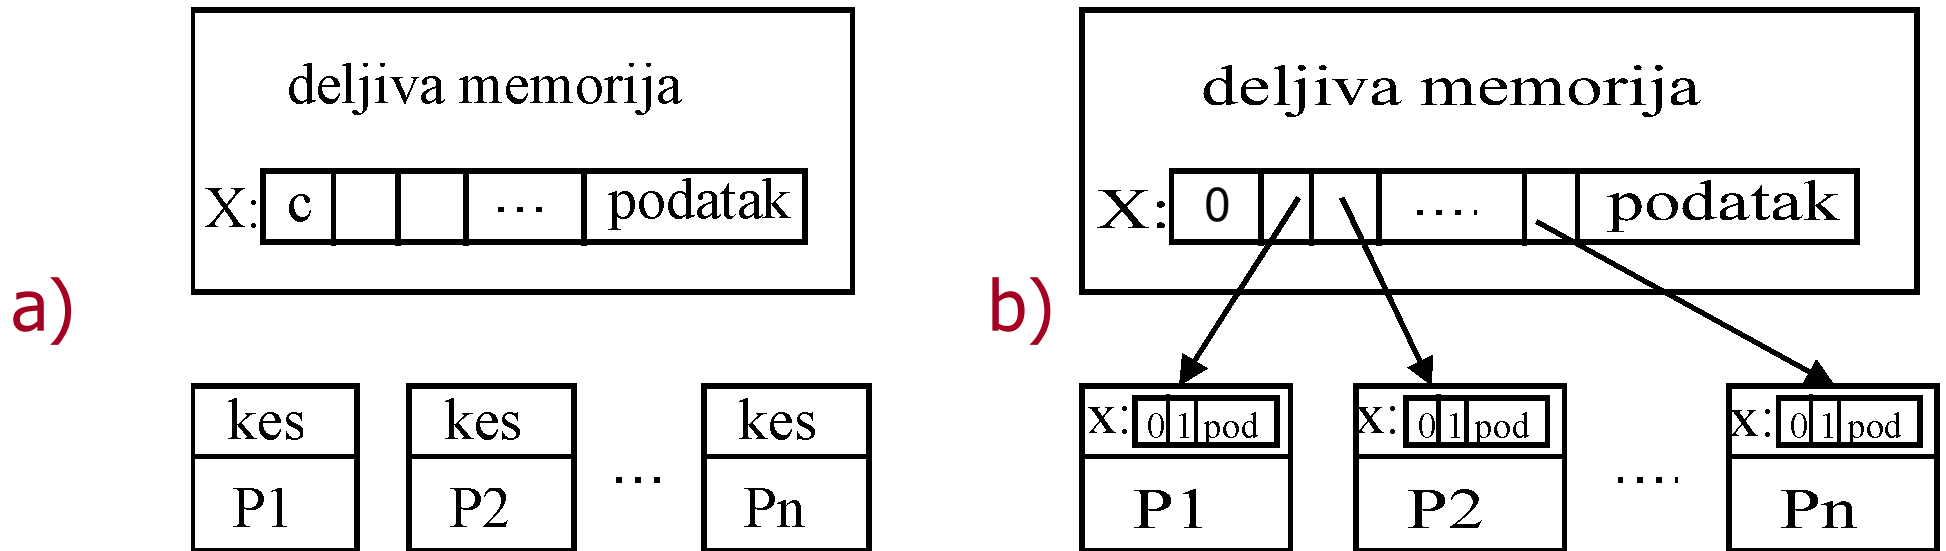 a)
deljiva memorija
X: c ... podatak
kes kes kes
P1 P2 ... Pn
b)
deljiva memorija
X: 0 .... podatak
x: 0 1 pod x: 0 1 pod x: 0 1 pod
P1 P2 .... Pn